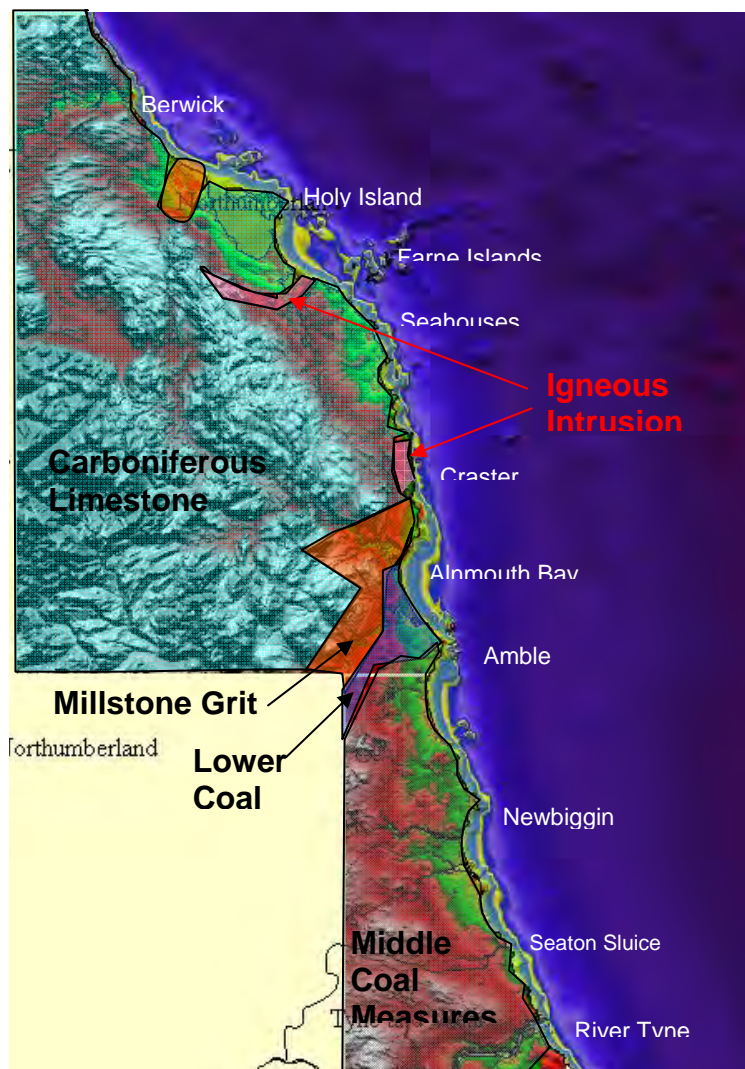 Berwick
Holy Island
Farne Islands
Seahouses
Igneous
Intrusion
Craster
Carboniferous
Limestone
Alnmouth Bay
Amble
Millstone Grit
Northumberland
Lower
Coal
Newbiggin
Middle
Coal
Measures
Seaton Sluice
River Tyne